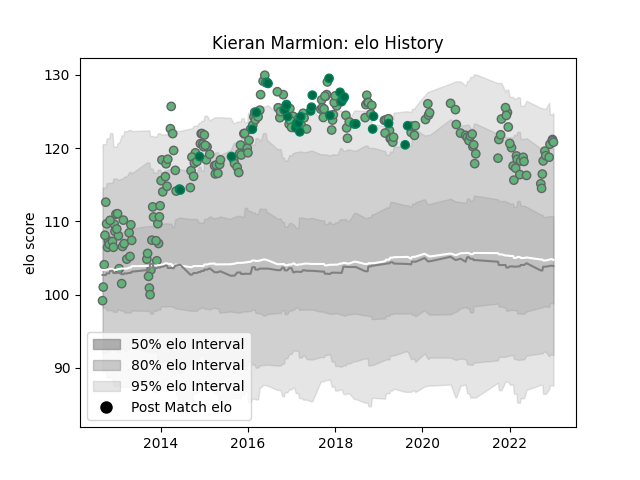 Kieran Marmion: elo History
elo score
130
120
110
100
90
50% elo Interval
80% elo Interval
95% elo Interval
Post Match elo
2014
2016
2018
2020
2022